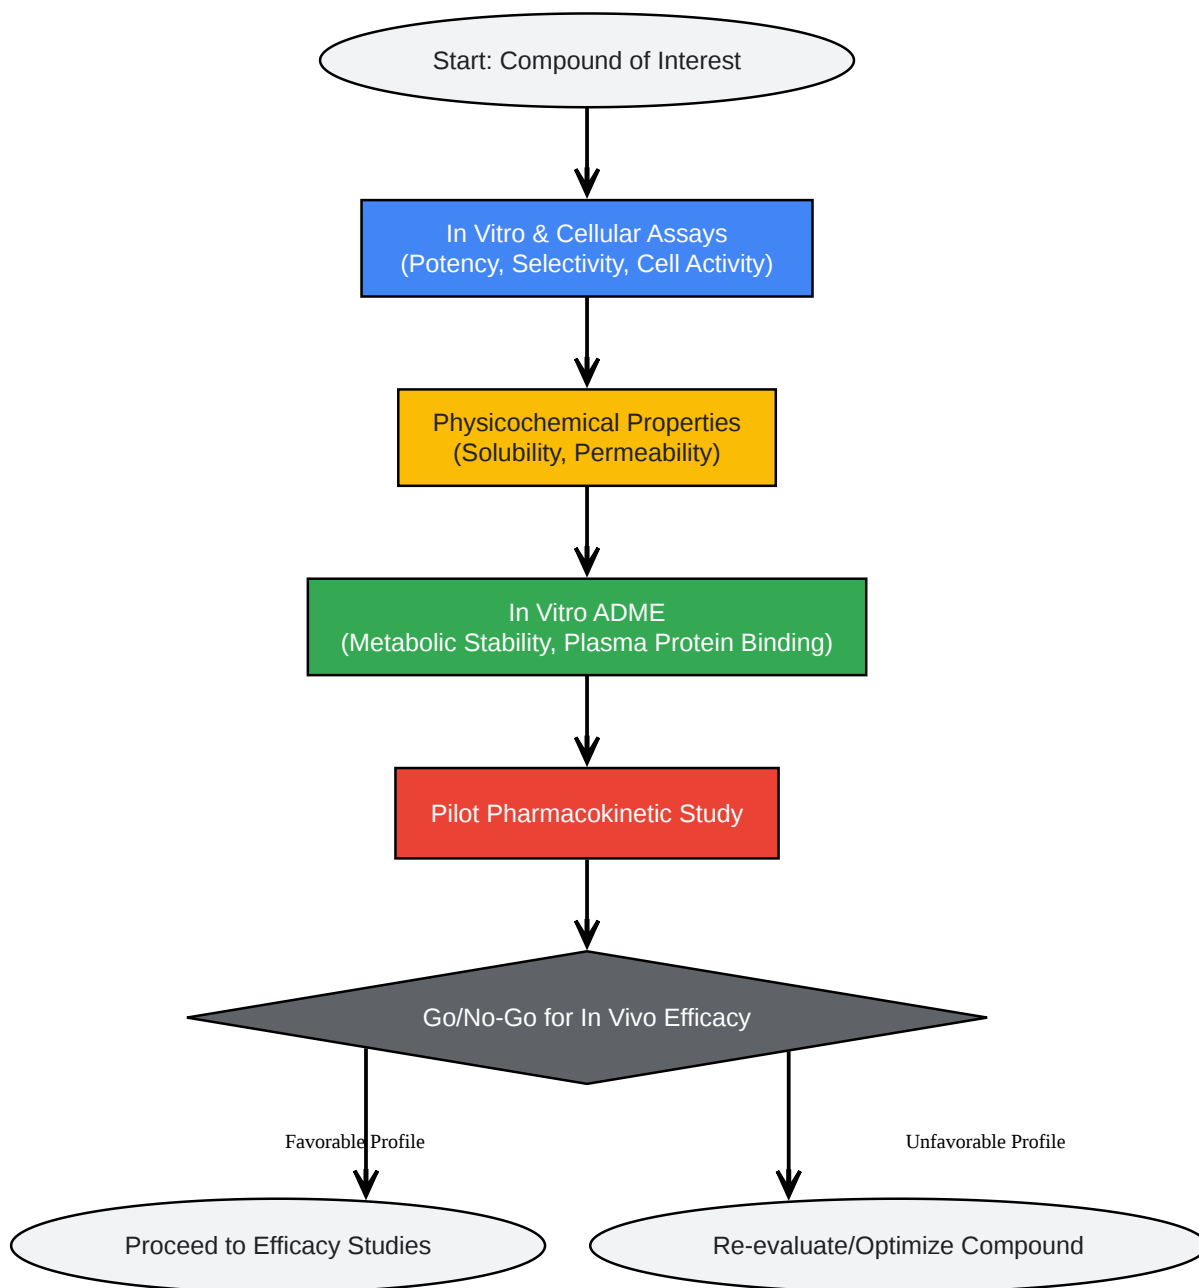 Start: Compound of Interest
In Vitro & Cellular Assays
(Potency, Selectivity, Cell Activity)
Physicochemical Properties
(Solubility, Permeability)
In Vitro ADME
(Metabolic Stability, Plasma Protein Binding)
Pilot Pharmacokinetic Study
Go/No-Go for In Vivo Efficacy
Favorable Profile
Unfavorable Profile
Proceed to Efficacy Studies
Re-evaluate/Optimize Compound